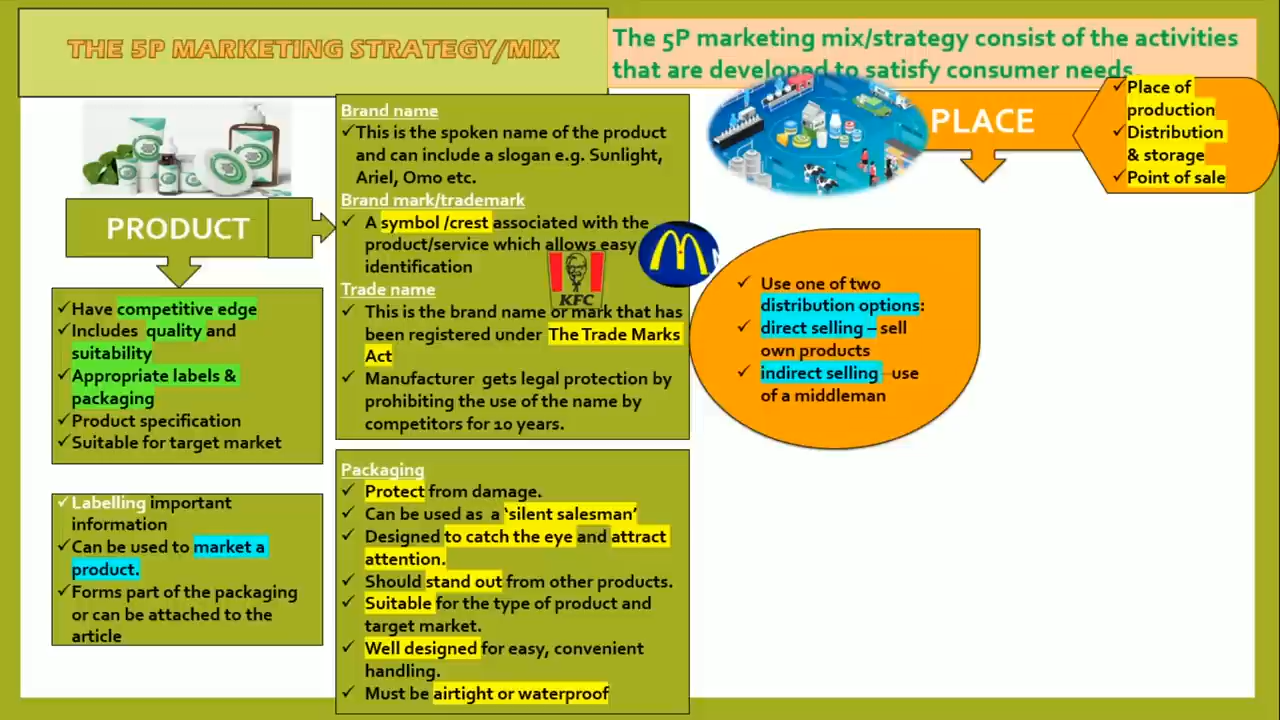 THE 5P MARKETING STRATEGY/MIX
The 5P marketing mix/strategy consist of the activities
that are developed to satisfy consumer needs.
PRODUCT
✓Have competitive edge
✓Includes quality and
suitability
✓Appropriate labels &
packaging
✓Product specification
✓Suitable for target market
✓Labelling important
information
✓Can be used to market a
product.
✓Forms part of the packaging
or can be attached to the
article
Brand name
✓This is the spoken name of the product
and can include a slogan e.g. Sunlight,
Ariel, Omo etc.
Brand mark/trademark
✓ A symbol /crest associated with the
product/service which allows easy
identification
KFC
Trade name
✓ This is the brand name or mark that has
been registered under The Trade Marks
Act
✓ Manufacturer gets legal protection by
prohibiting the use of the name by
competitors for 10 years.
Packaging
✓ Protect from damage.
✓ Can be used as a ‘silent salesman’
✓ Designed to catch the eye and attract
attention.
✓ Should stand out from other products.
✓ Suitable for the type of product and
target market.
✓ Well designed for easy, convenient
handling.
✓ Must be airtight or waterproof
PLACE
✓Place of
production
✓Distribution
& storage
✓Point of sale
✓ Use one of two
distribution options:
✓ direct selling – sell
own products
✓ indirect selling – use
of a middleman